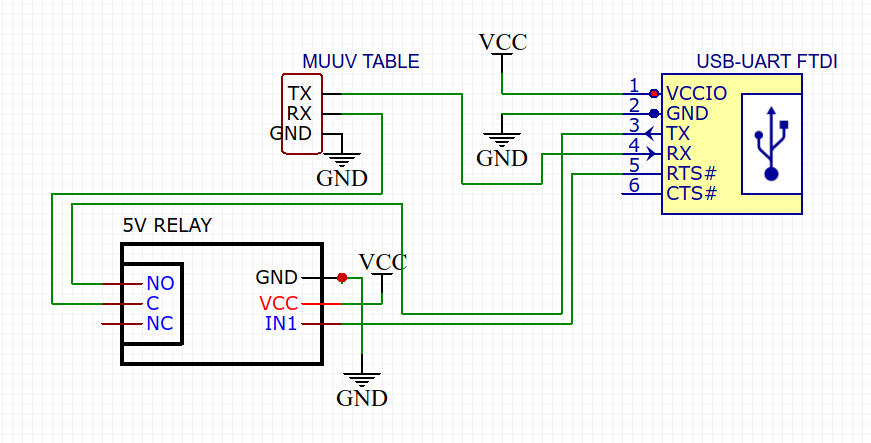 VCC
MUUV TABLE
USB-UART FTDI
TX
RX
GND
GND
GND
1 VCCIO
2 GND
3 TX
4 RX
5 RTS#
6 CTS#
5V RELAY
NO
C
NC
GND
VCC
IN1
VCC
GND